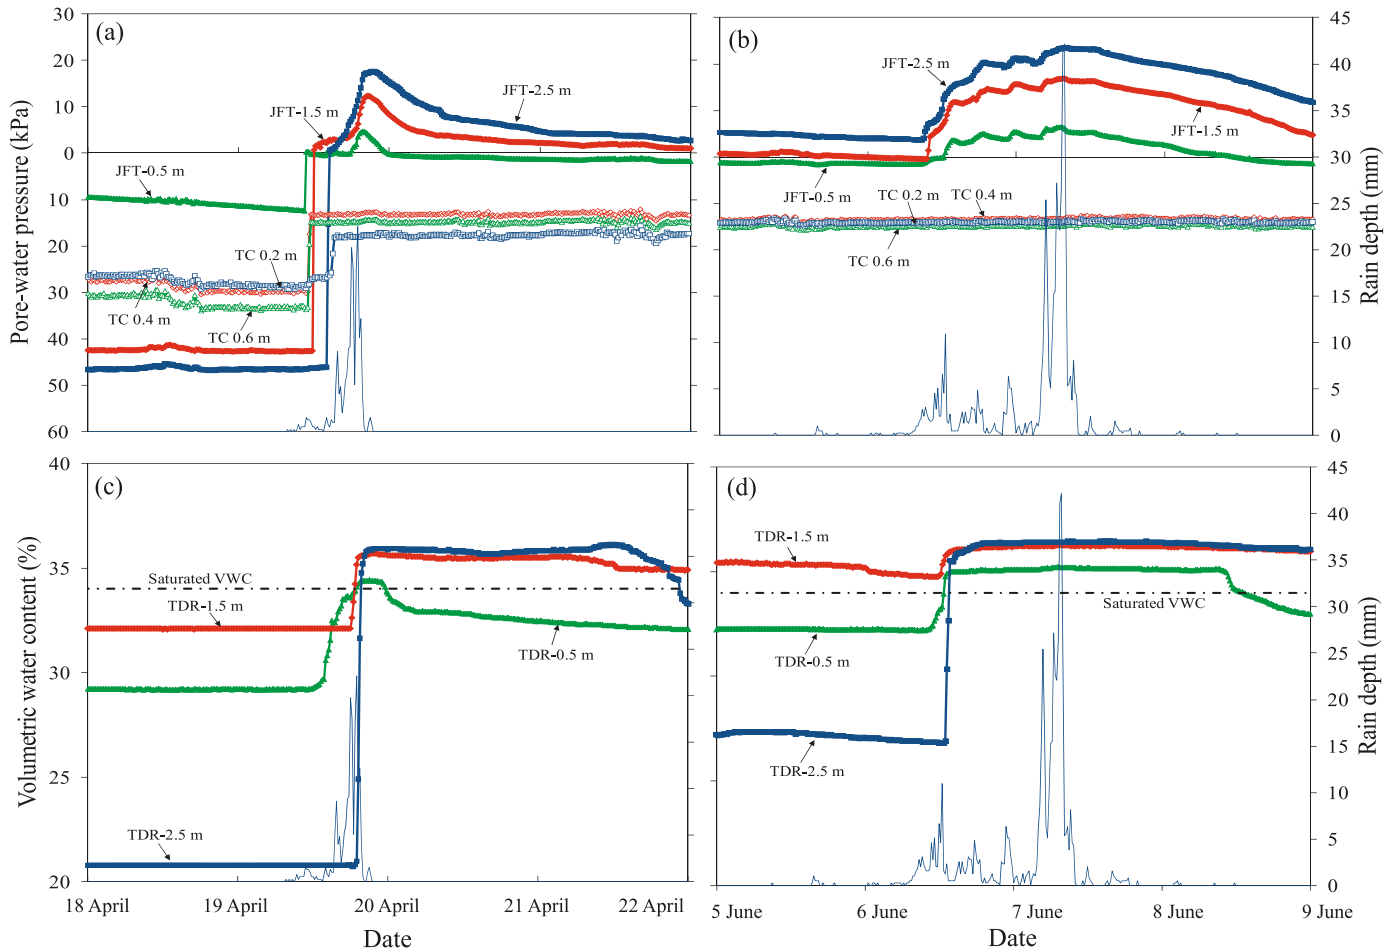 (a)
30
20
10
0
10
20
30
40
50
60
Pore-water pressure (kPa)
JFT-0.5 m
JFT-1.5 m
JFT-2.5 m
TC 0.2 m
TC 0.4 m
TC 0.6 m
(b)
45
40
35
30
25
20
15
10
5
0
Rain depth (mm)
JFT-2.5 m
JFT-1.5 m
JFT-0.5 m
TC 0.2 m
TC 0.4 m
TC 0.6 m
(c)
40
35
30
25
20
Volumetric water content (%)
Saturated VWC
TDR-1.5 m
TDR-0.5 m
TDR-2.5 m
18 April
19 April
20 April
21 April
22 April
Date
(d)
45
40
35
30
25
20
15
10
5
0
Rain depth (mm)
TDR-1.5 m
Saturated VWC
TDR-0.5 m
TDR-2.5 m
5 June
6 June
7 June
8 June
9 June
Date